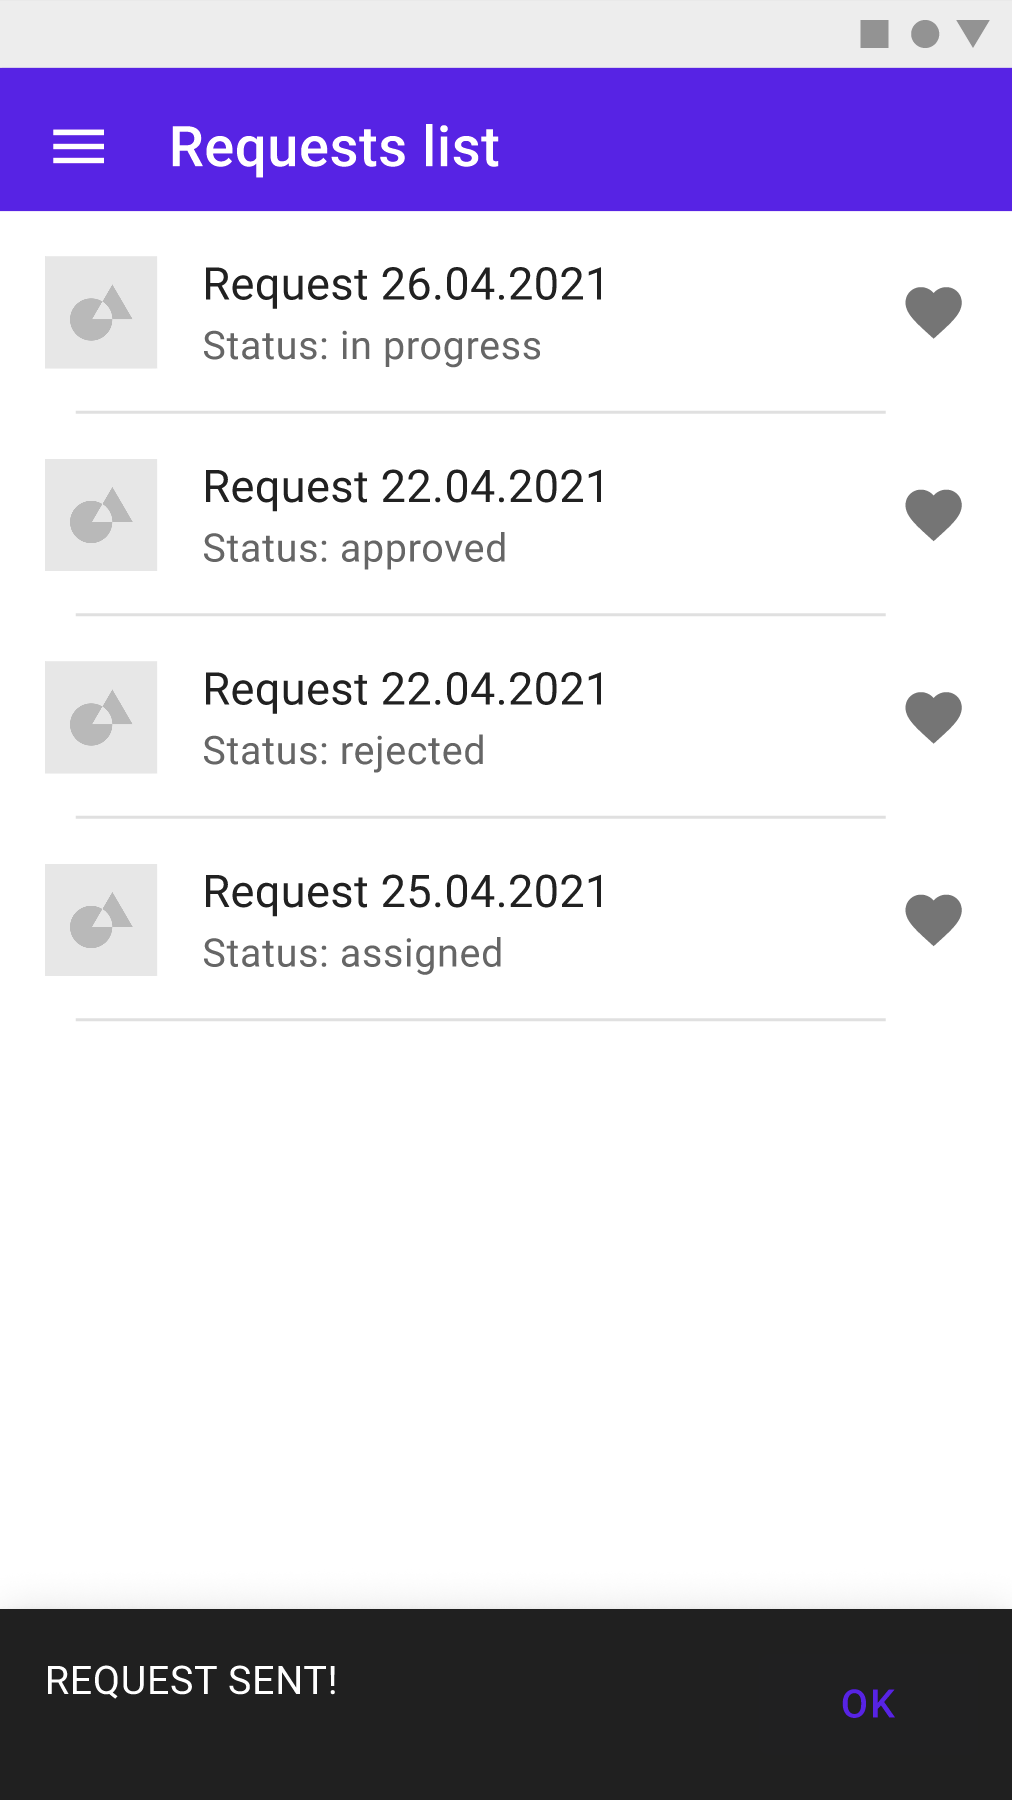 Requests list
Request 26.04.2021
Status: in progress
Request 22.04.2021
Status: approved
Request 22.04.2021
Status: rejected
Request 25.04.2021
Status: assigned
REQUEST SENT!
OK